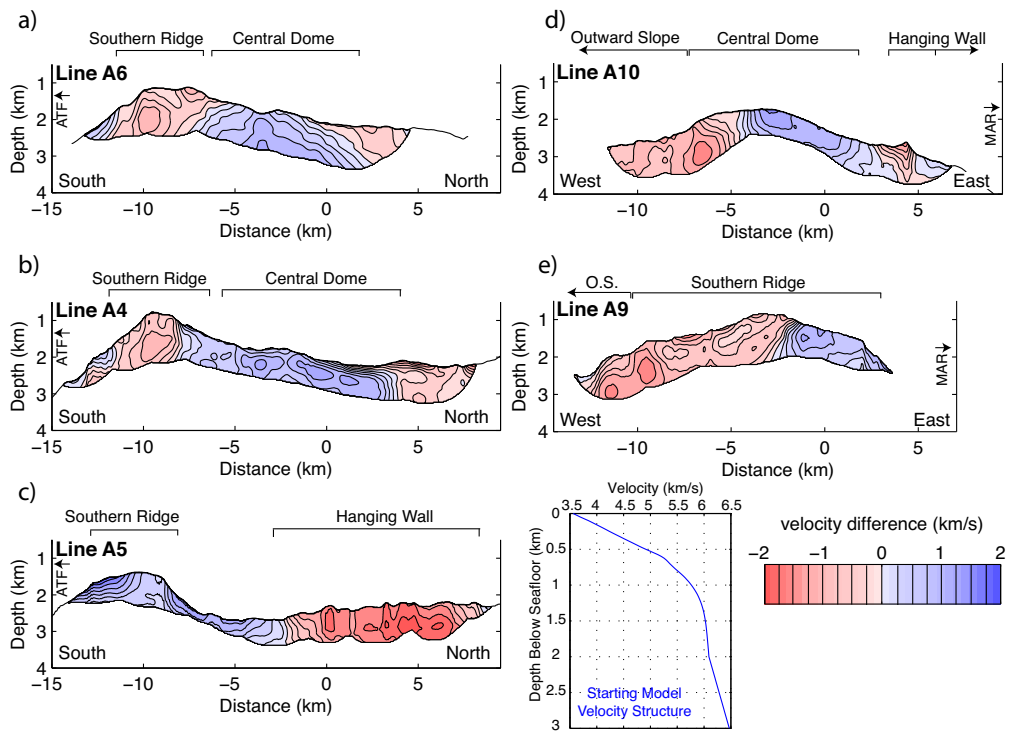 a)
Southern Ridge
Central Dome
Line A6
ATF
Depth (km)
1
2
3
4
South
North
−15
−10
−5
0
5
Distance (km)
b)
Southern Ridge
Central Dome
Line A4
ATF
Depth (km)
1
2
3
4
South
North
−15
−10
−5
0
5
Distance (km)
c)
Southern Ridge
Hanging Wall
Line A5
ATF
Depth (km)
1
2
3
4
South
North
−15
−10
−5
0
5
Distance (km)
d)
Outward Slope
Central Dome
Hanging Wall
Line A10
MAR
Depth (km)
1
2
3
4
West
East
−10
−5
0
5
Distance (km)
e)
O.S.
Southern Ridge
Line A9
MAR
Depth (km)
1
2
3
4
West
East
−10
−5
0
5
Distance (km)
Velocity (km/s)
3.5 4 4.5 5 5.5 6 6.5
Depth Below Seafloor (km)
0
0.5
1
1.5
2
2.5
3
Starting Model
Velocity Structure
velocity difference (km/s)
−2 −1 0 1 2